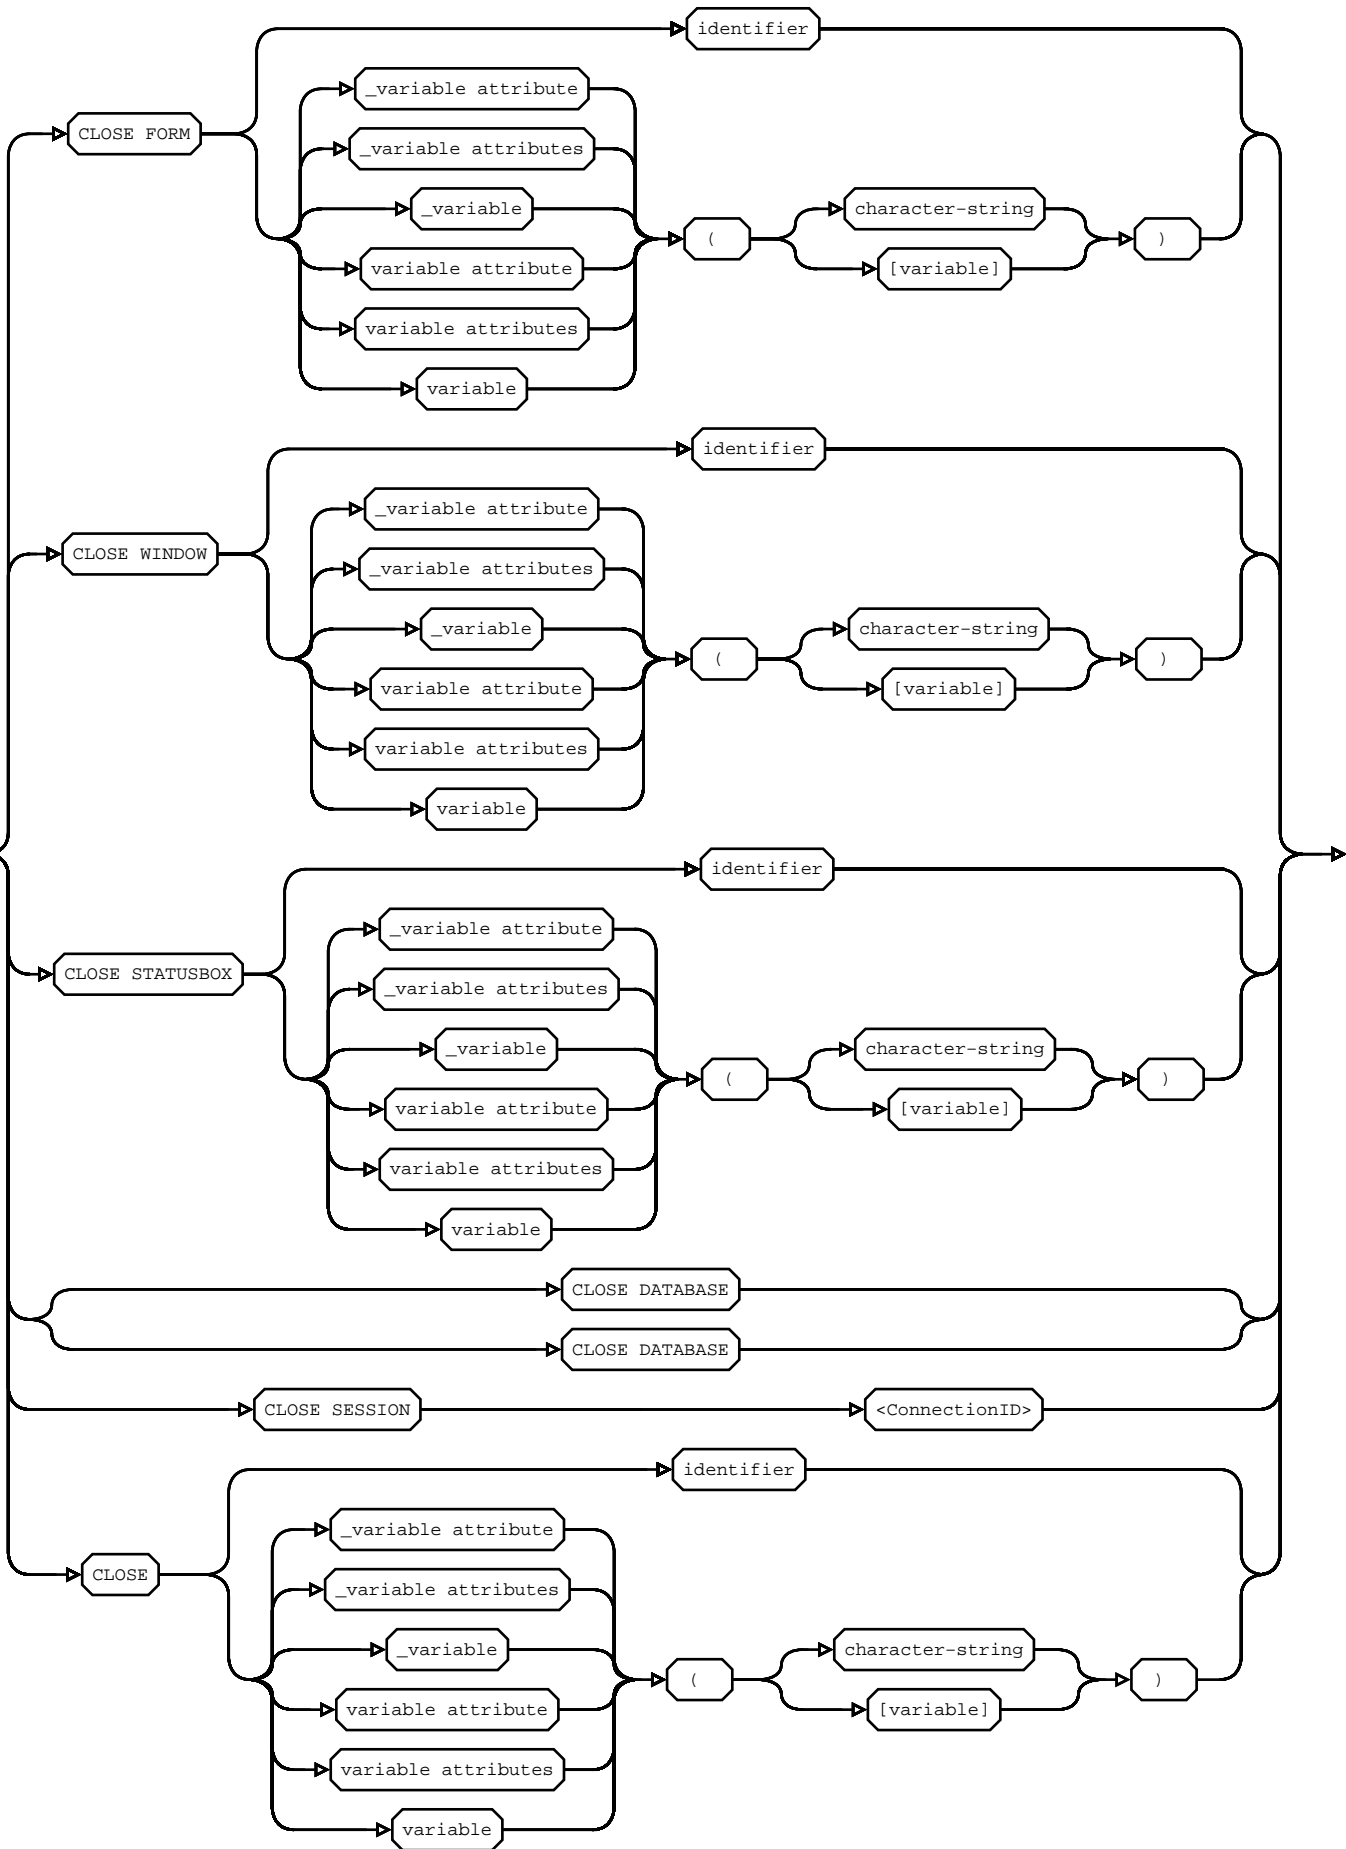 identifier
_variable attribute
CLOSE FORM
_variable attributes
_variable
character-string
(
)
variable attribute
[variable]
variable attributes
variable
identifier
_variable attribute
CLOSE WINDOW
_variable attributes
_variable
character-string
(
)
variable attribute
[variable]
variable attributes
variable
identifier
_variable attribute
CLOSE STATUSBOX
_variable attributes
_variable
character-string
(
)
variable attribute
[variable]
variable attributes
variable
CLOSE DATABASE
CLOSE DATABASE
CLOSE SESSION
<ConnectionID>
identifier
_variable attribute
CLOSE
_variable attributes
_variable
character-string
(
)
variable attribute
[variable]
variable attributes
variable